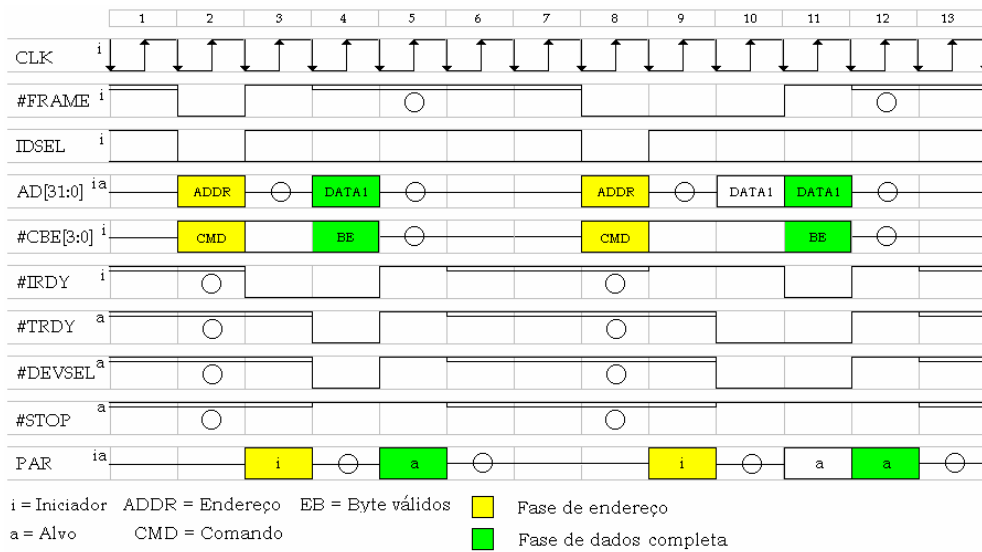 1 2 3 4 5 6 7 8 9 10 11 12 13
CLK i
#FRAME i
IDSEL i
AD[31:0] ia ADDR DATA1 ADDR DATA1 DATA1
#CBE[3:0] i CMD BE CMD BE
#IRDY i
#TRDY a
#DEVSEL a
#STOP a
PAR ia i a i a a
i = Iniciador ADDR = Endereço EB = Byte válidos Fase de endereço
a = Alvo CMD = Comando Fase de dados completa